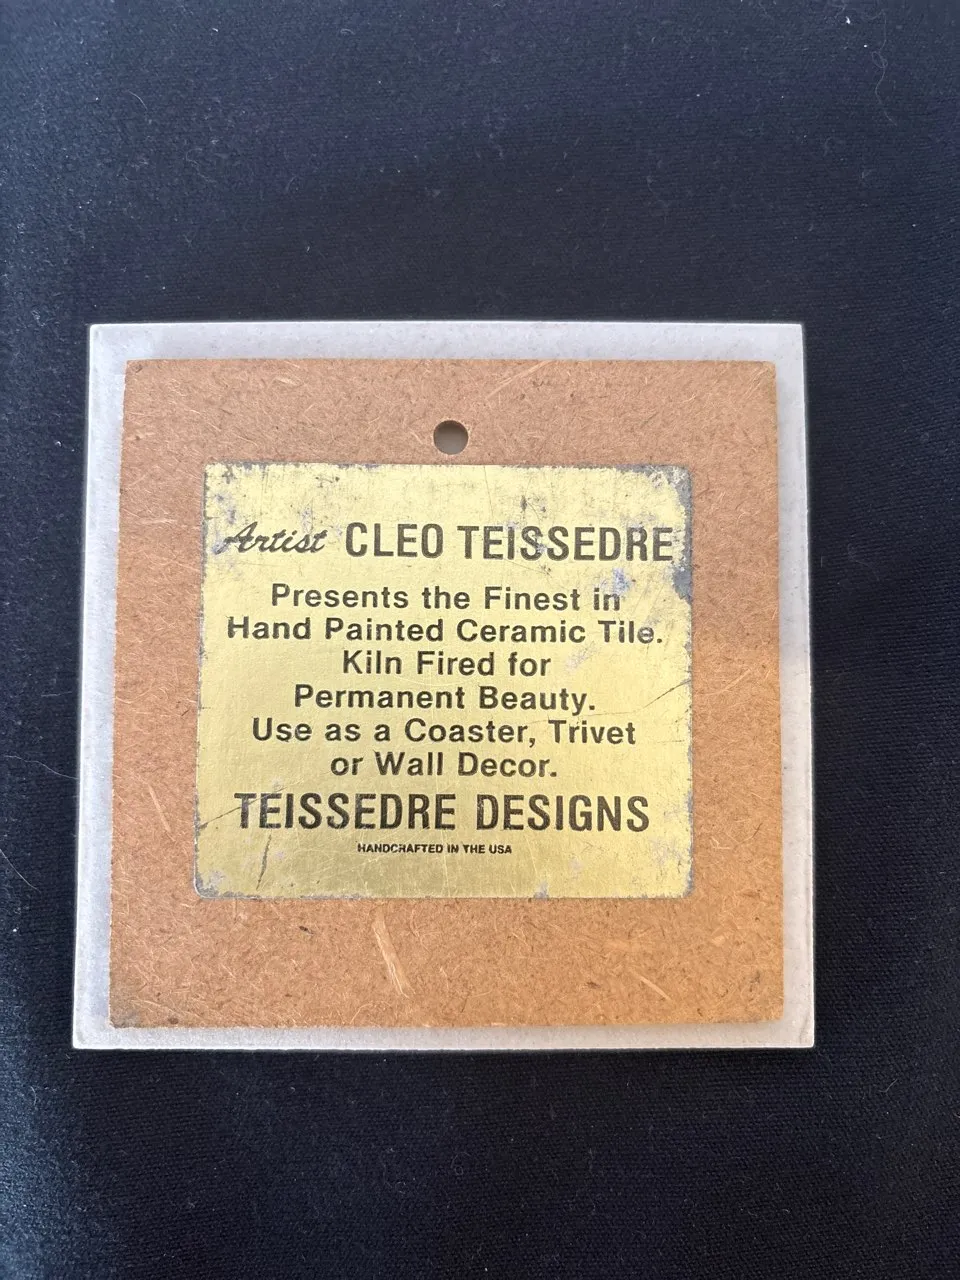 Artist CLEO TEISSEDRE
Presents the Finest in
Hand Painted Ceramic Tile.
Kiln Fired for
Permanent Beauty.
Use as a Coaster, Trivet
or Wall Decor.
TEISSEDRE DESIGNS
HANDCRAFTED IN THE USA